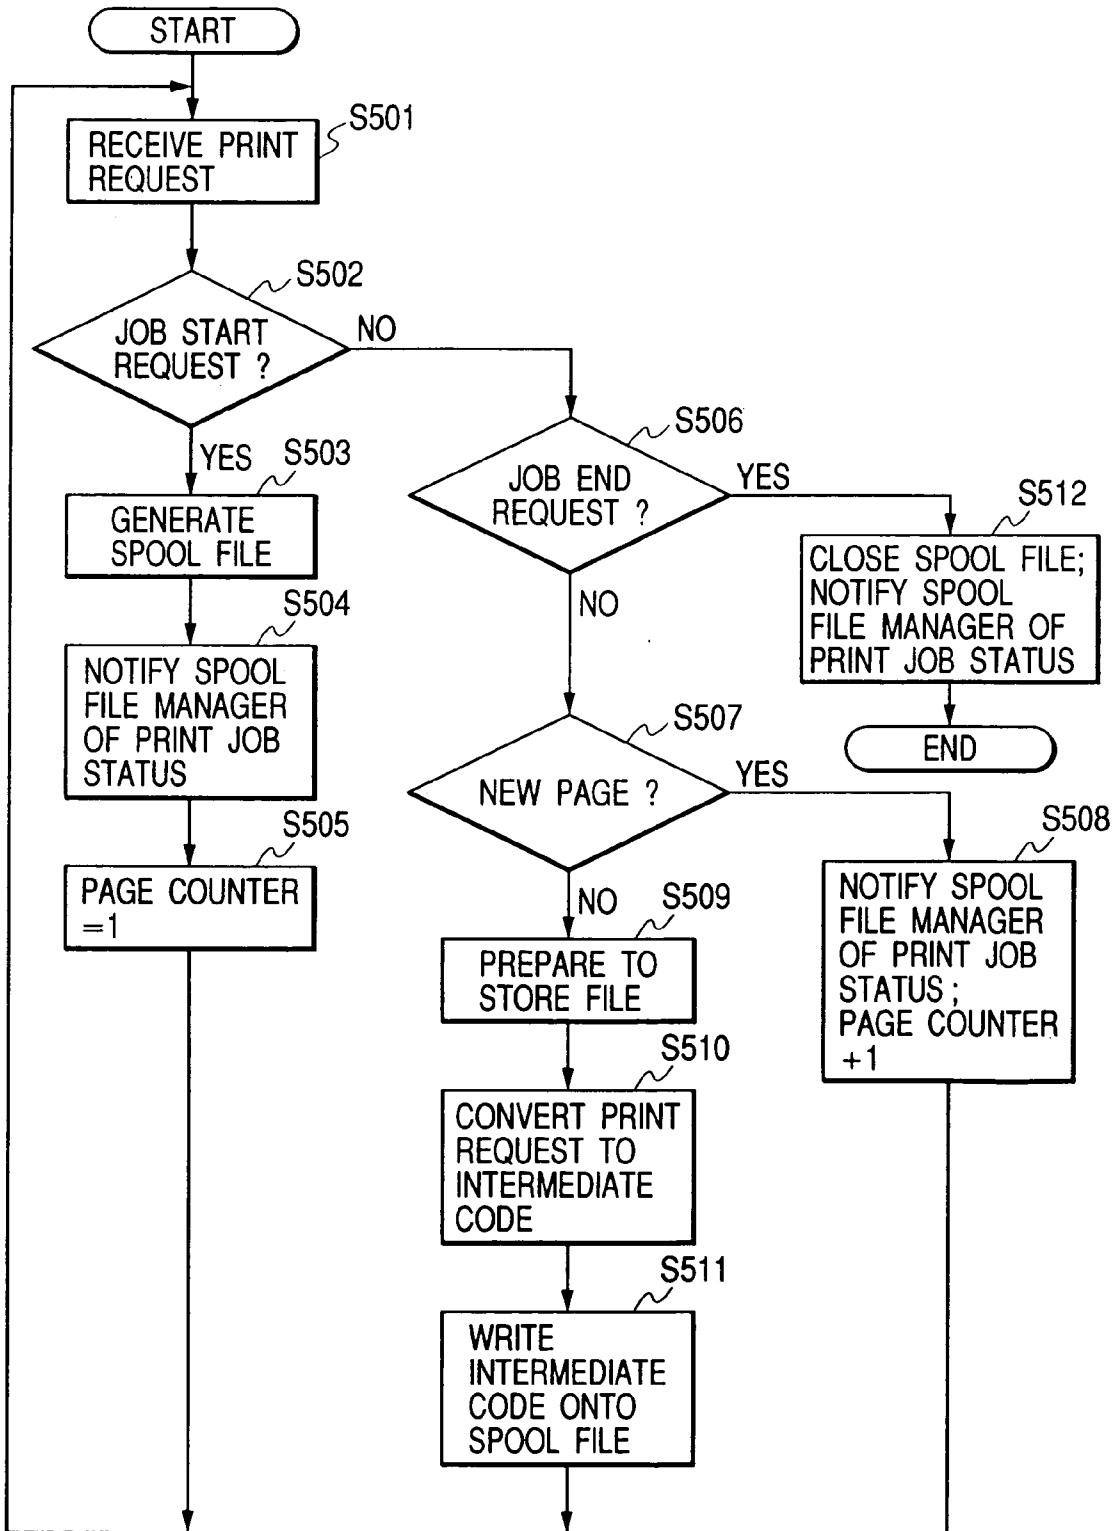 START
S501
RECEIVE PRINT
REQUEST
S502
JOB START
REQUEST ?
NO
YES
S503
GENERATE
SPOOL FILE
S504
NOTIFY SPOOL
FILE MANAGER
OF PRINT JOB
STATUS
S505
PAGE COUNTER
=1
S506
JOB END
REQUEST ?
YES
NO
S512
CLOSE SPOOL FILE;
NOTIFY SPOOL
FILE MANAGER OF
PRINT JOB STATUS
END
S507
NEW PAGE ?
YES
NO
S508
NOTIFY SPOOL
FILE MANAGER
OF PRINT JOB
STATUS ;
PAGE COUNTER
+1
S509
PREPARE TO
STORE FILE
S510
CONVERT PRINT
REQUEST TO
INTERMEDIATE
CODE
S511
WRITE
INTERMEDIATE
CODE ONTO
SPOOL FILE